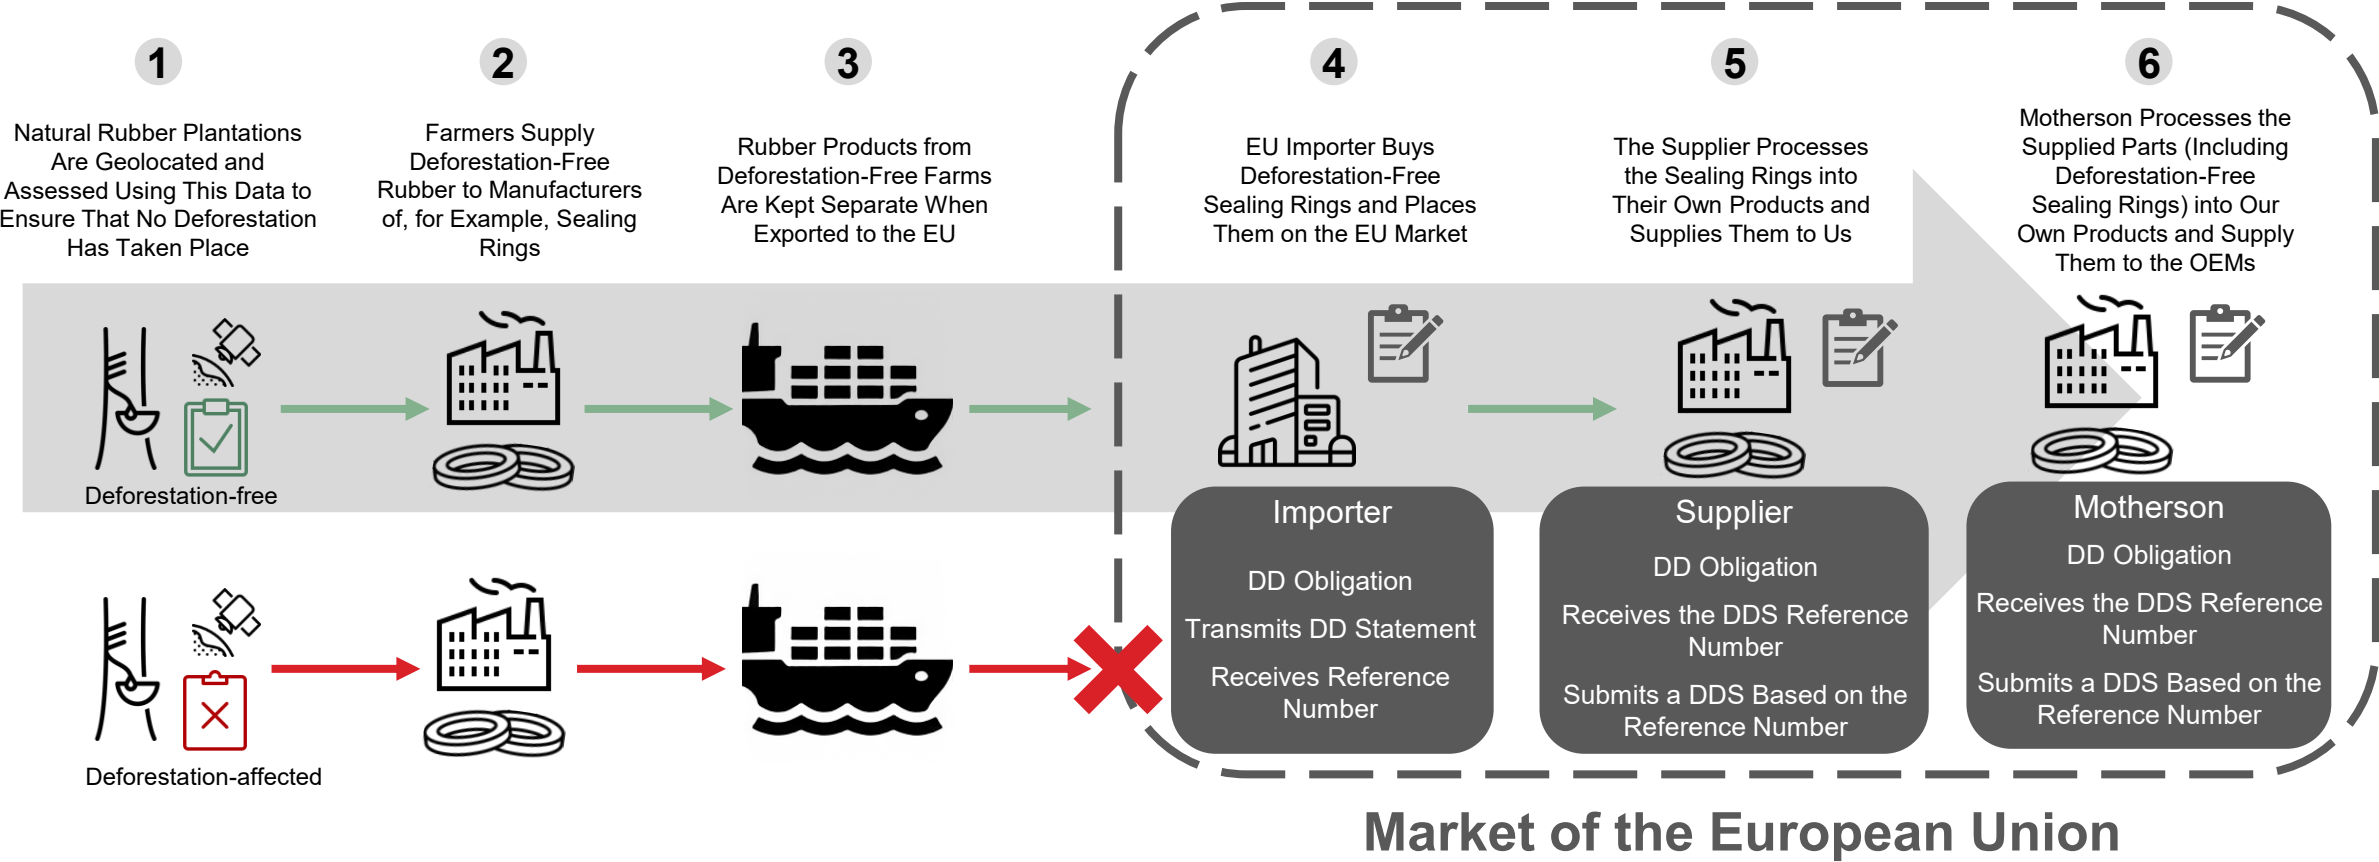 1
Natural Rubber Plantations
Are Geolocated and
Assessed Using This Data to
Ensure That No Deforestation
Has Taken Place
2
Farmers Supply
Deforestation-Free
Rubber to Manufacturers
of, for Example, Sealing
Rings
3
Rubber Products from
Deforestation-Free Farms
Are Kept Separate When
Exported to the EU
4
EU Importer Buys
Deforestation-Free
Sealing Rings and Places
Them on the EU Market
5
The Supplier Processes
the Sealing Rings into
Their Own Products and
Supplies Them to Us
6
Motherson Processes the
Supplied Parts (Including
Deforestation-Free
Sealing Rings) into Our
Own Products and Supply
Them to the OEMs
Deforestation-free
Deforestation-affected
Importer
DD Obligation
Transmits DD Statement
Receives Reference
Number
Supplier
DD Obligation
Receives the DDS Reference
Number
Submits a DDS Based on the
Reference Number
Motherson
DD Obligation
Receives the DDS Reference
Number
Submits a DDS Based on the
Reference Number
Market of the European Union